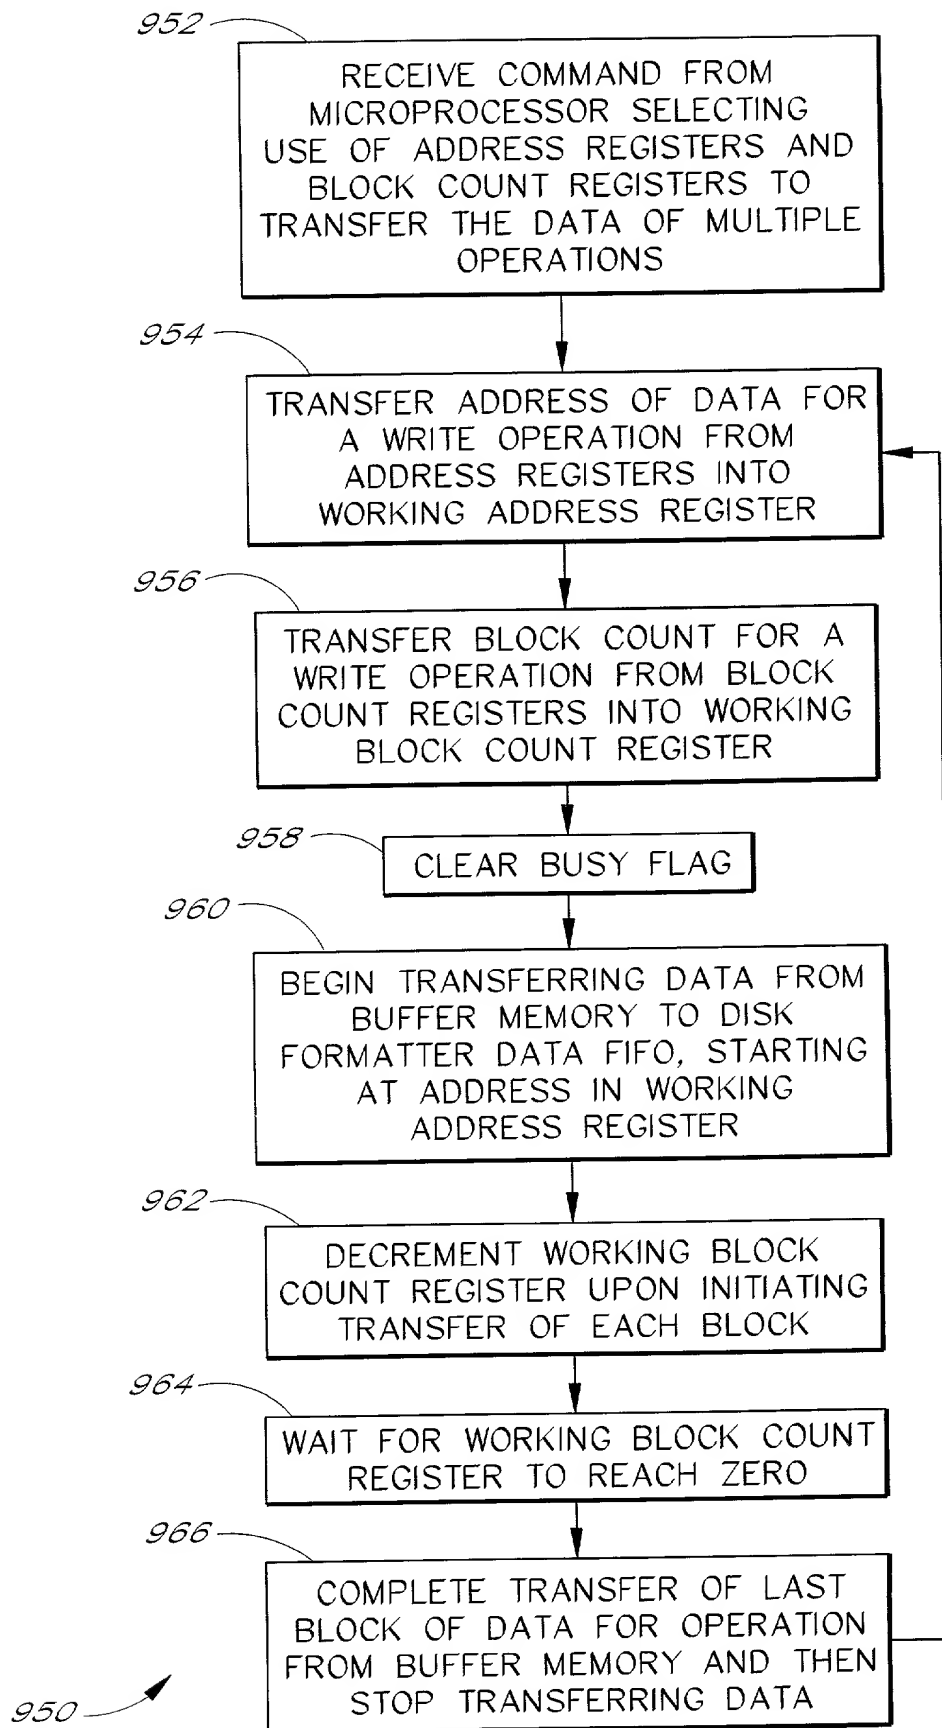 952
RECEIVE COMMAND FROM
MICROPROCESSOR SELECTING
USE OF ADDRESS REGISTERS AND
BLOCK COUNT REGISTERS TO
TRANSFER THE DATA OF MULTIPLE
OPERATIONS
954
TRANSFER ADDRESS OF DATA FOR
A WRITE OPERATION FROM
ADDRESS REGISTERS INTO
WORKING ADDRESS REGISTER
956
TRANSFER BLOCK COUNT FOR A
WRITE OPERATION FROM BLOCK
COUNT REGISTERS INTO WORKING
BLOCK COUNT REGISTER
958
CLEAR BUSY FLAG
960
BEGIN TRANSFERRING DATA FROM
BUFFER MEMORY TO DISK
FORMATTER DATA FIFO, STARTING
AT ADDRESS IN WORKING
ADDRESS REGISTER
962
DECREMENT WORKING BLOCK
COUNT REGISTER UPON INITIATING
TRANSFER OF EACH BLOCK
964
WAIT FOR WORKING BLOCK COUNT
REGISTER TO REACH ZERO
966
COMPLETE TRANSFER OF LAST
BLOCK OF DATA FOR OPERATION
FROM BUFFER MEMORY AND THEN
STOP TRANSFERRING DATA
950